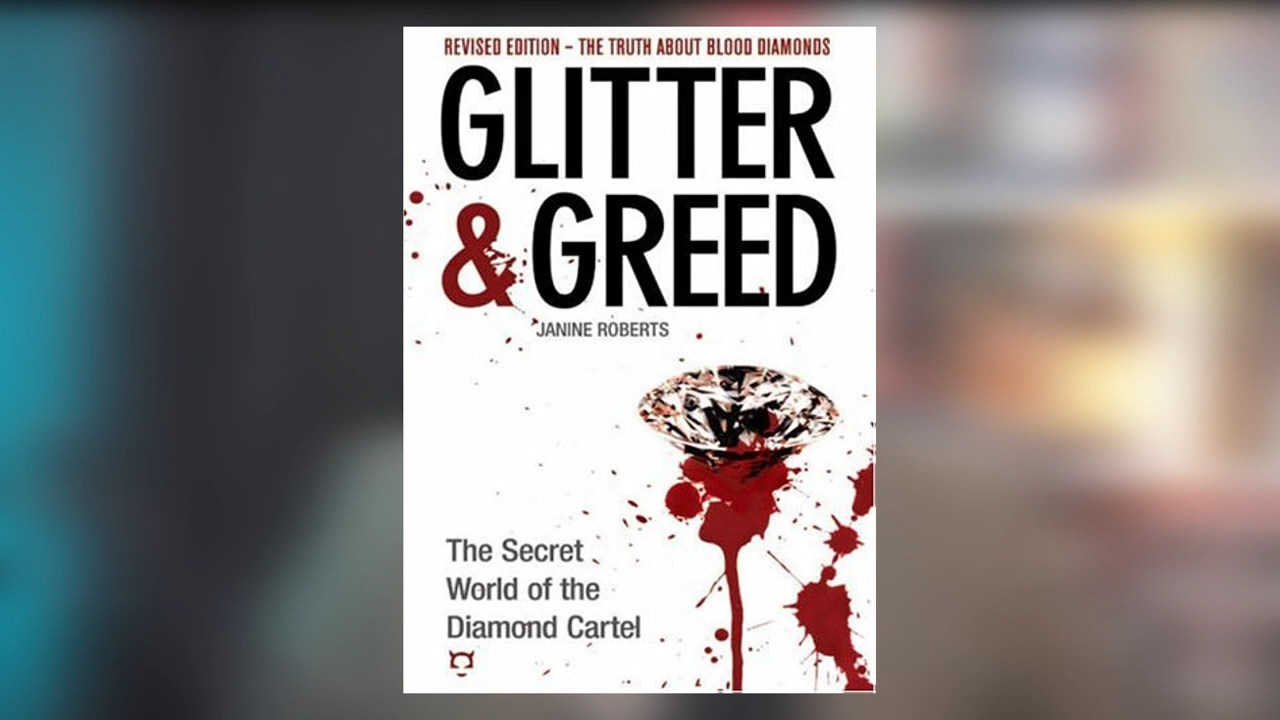 REVISED EDITION – THE TRUTH ABOUT BLOOD DIAMONDS
GLITTER
& GREED
JANINE ROBERTS
The Secret
World of the
Diamond Cartel